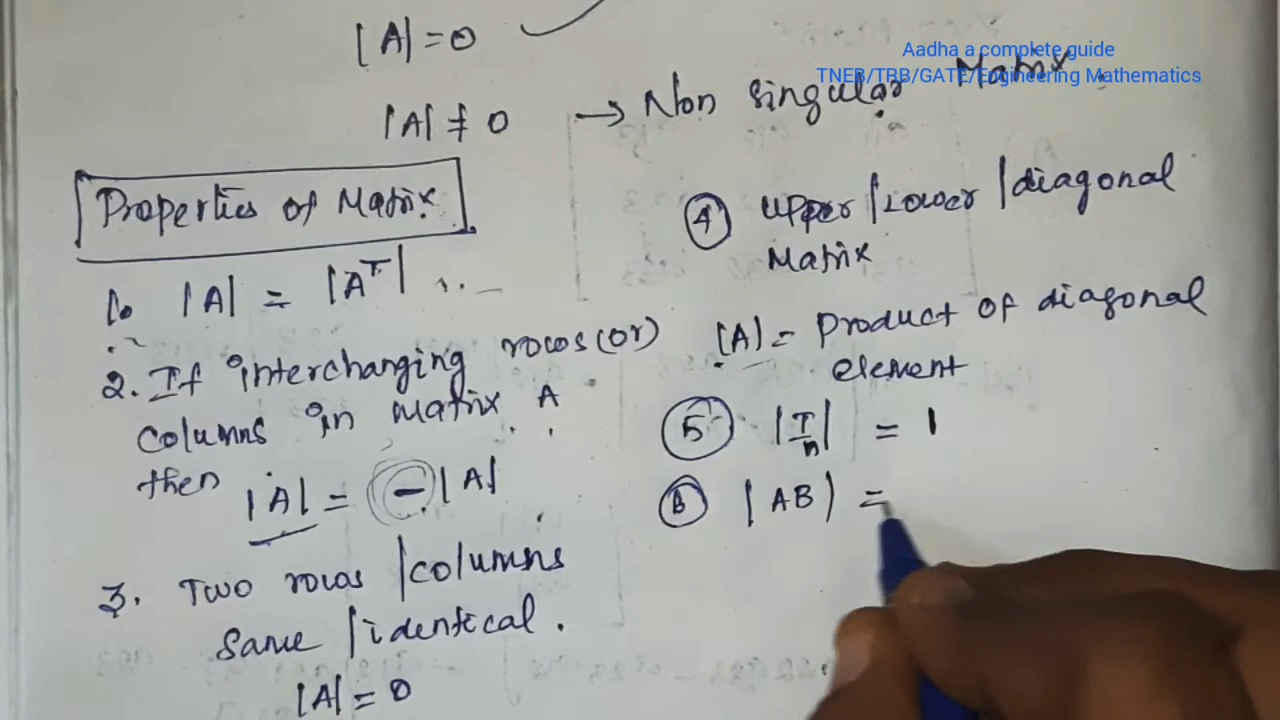 |A| = 0
Aadha a complete guide
TNEB/TRB/GATE/Engineering Mathematics
|A| ≠ 0 → Non singular Matrix.
Properties of Matrix
1. |A| = |Aᵀ|
2. If interchanging rows (or)
columns in matrix A
then |A| = -|A|
3. Two rows /columns
same /identical.
|A| = 0
④ upper /Lower /diagonal
Matrix
|A| = product of diagonal
element
⑤ |Iₙ| = 1
⑥ |AB| =